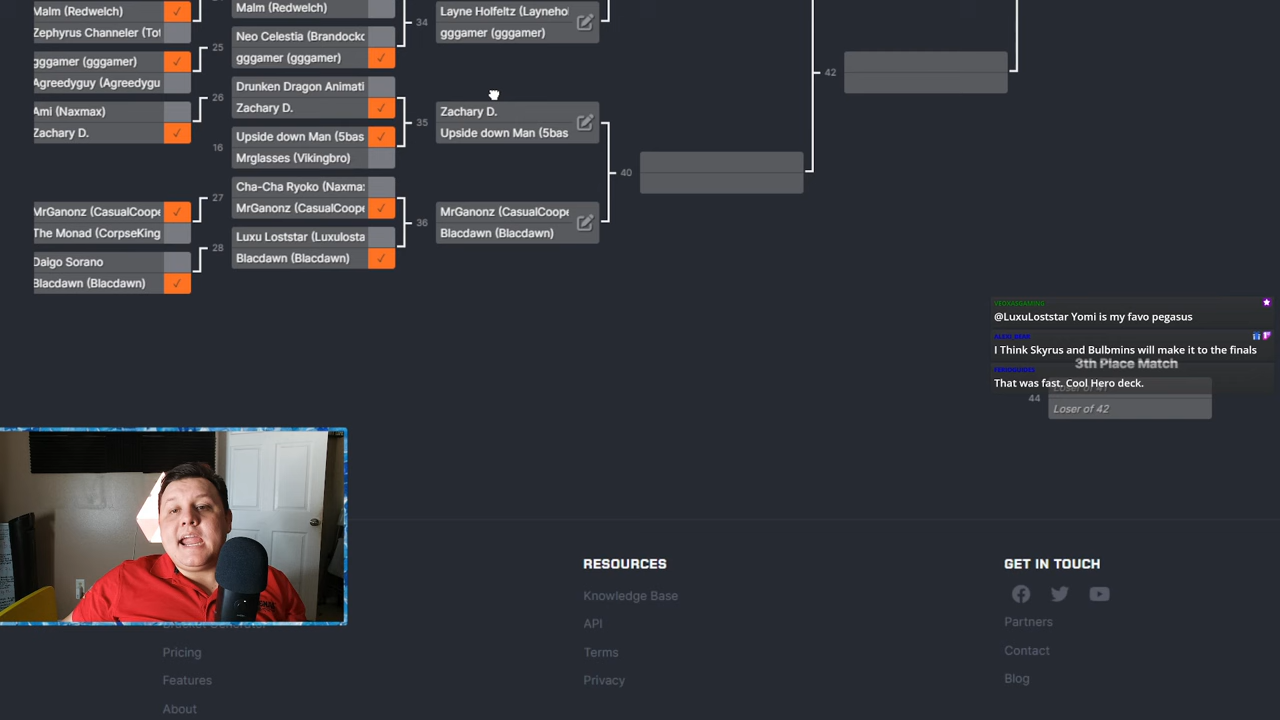 Malm (Redwelch)
Zephyrus Channeler (Tot
25
gggamer (gggamer)
Agreedyguy (Agreedygu
26
Ami (Naxmax)
Zachary D.
16
27
MrGanonz (CasualCoope
The Monad (CorpseKing
28
Daigo Sorano
Blacdawn (Blacdawn)
Malm (Redwelch)
Neo Celestia (Brandock
gggamer (gggamer)
Drunken Dragon Animati
Zachary D.
Upside down Man (5bas
Mrglasses (Vikingbro)
Cha-Cha Ryoko (Naxma
MrGanonz (CasualCoope
Luxu Loststar (Luxulosta
Blacdawn (Blacdawn)
34
Layne Holfeltz (Layneho
gggamer (gggamer)
35
Zachary D.
Upside down Man (5bas
36
MrGanonz (CasualCoope
Blacdawn (Blacdawn)
40
42
@LuxuLoststar Yomi is my favo pegasus
I Think Skyrus and Bulbmins will make it to the finals
3th Place Match
That was fast. Cool Hero deck.
44
Loser of 42
Pricing
Features
About
RESOURCES
Knowledge Base
API
Terms
Privacy
GET IN TOUCH
Partners
Contact
Blog